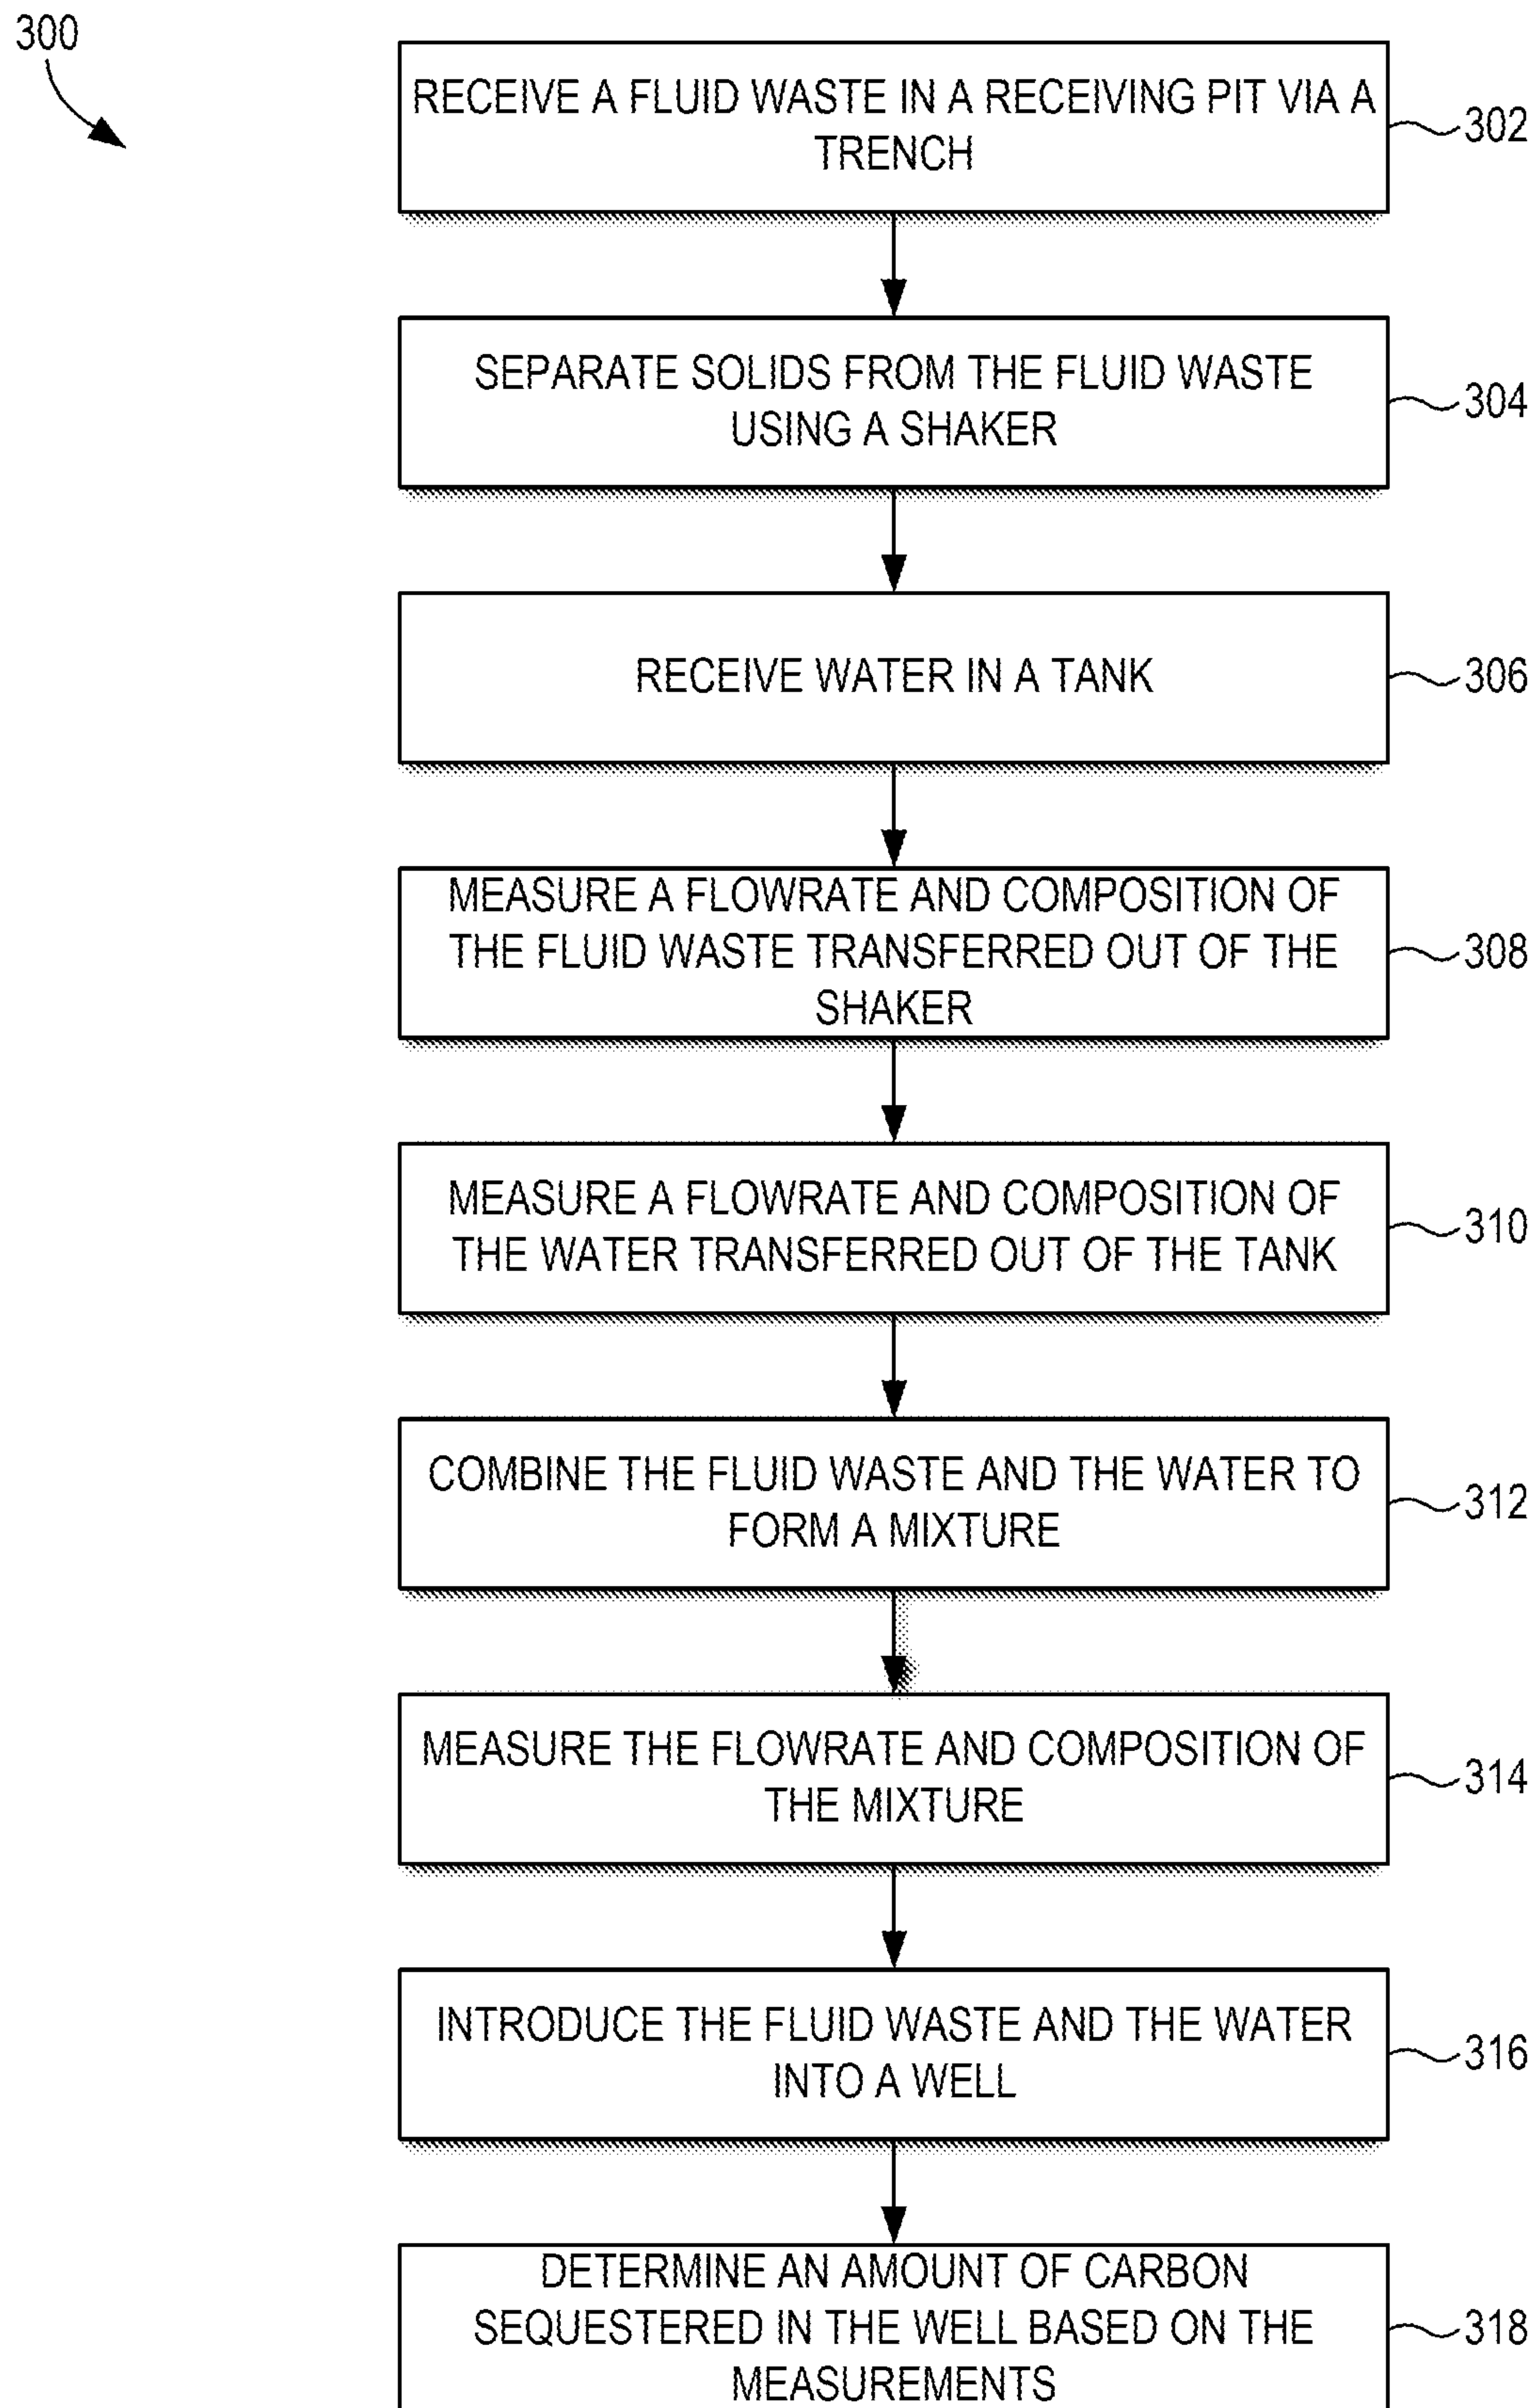 300
RECEIVE A FLUID WASTE IN A RECEIVING PIT VIA A
TRENCH
302
SEPARATE SOLIDS FROM THE FLUID WASTE
USING A SHAKER
304
RECEIVE WATER IN A TANK
306
MEASURE A FLOWRATE AND COMPOSITION OF
THE FLUID WASTE TRANSFERRED OUT OF THE
SHAKER
308
MEASURE A FLOWRATE AND COMPOSITION OF
THE WATER TRANSFERRED OUT OF THE TANK
310
COMBINE THE FLUID WASTE AND THE WATER TO
FORM A MIXTURE
312
MEASURE THE FLOWRATE AND COMPOSITION OF
THE MIXTURE
314
INTRODUCE THE FLUID WASTE AND THE WATER
INTO A WELL
316
DETERMINE AN AMOUNT OF CARBON
SEQUESTERED IN THE WELL BASED ON THE
MEASUREMENTS
318